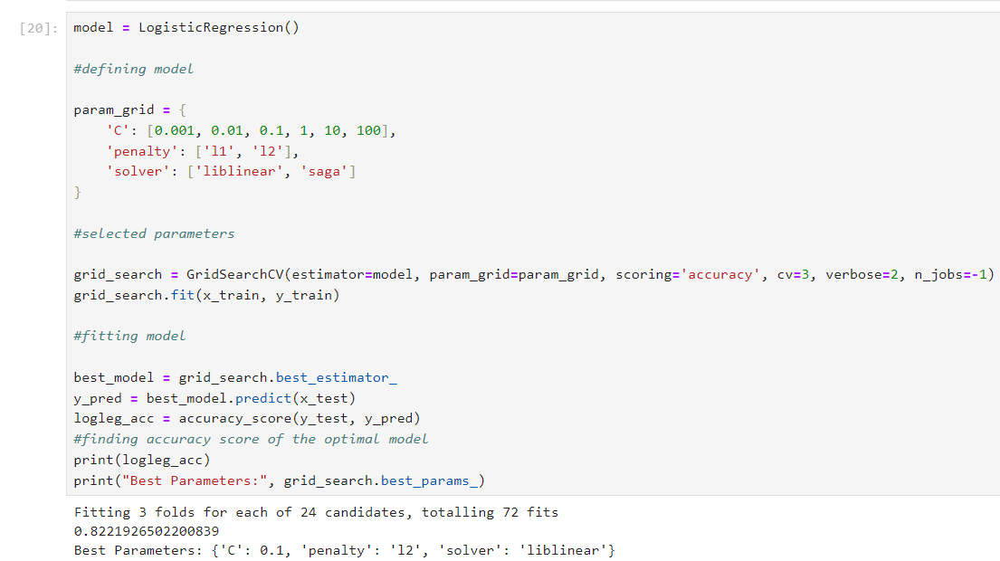 [20]:
model = LogisticRegression()
#defining model
param_grid = {
    'C': [0.001, 0.01, 0.1, 1, 10, 100],
    'penalty': ['l1', 'l2'],
    'solver': ['liblinear', 'saga']
}
#selected parameters
grid_search = GridSearchCV(estimator=model, param_grid=param_grid, scoring='accuracy', cv=3, verbose=2, n_jobs=-1)
grid_search.fit(x_train, y_train)
#fitting model
best_model = grid_search.best_estimator_
y_pred = best_model.predict(x_test)
logleg_acc = accuracy_score(y_test, y_pred)
#finding accuracy score of the optimal model
print(logleg_acc)
print("Best Parameters:", grid_search.best_params_)
Fitting 3 folds for each of 24 candidates, totalling 72 fits
0.8221926502200839
Best Parameters: {'C': 0.1, 'penalty': 'l2', 'solver': 'liblinear'}